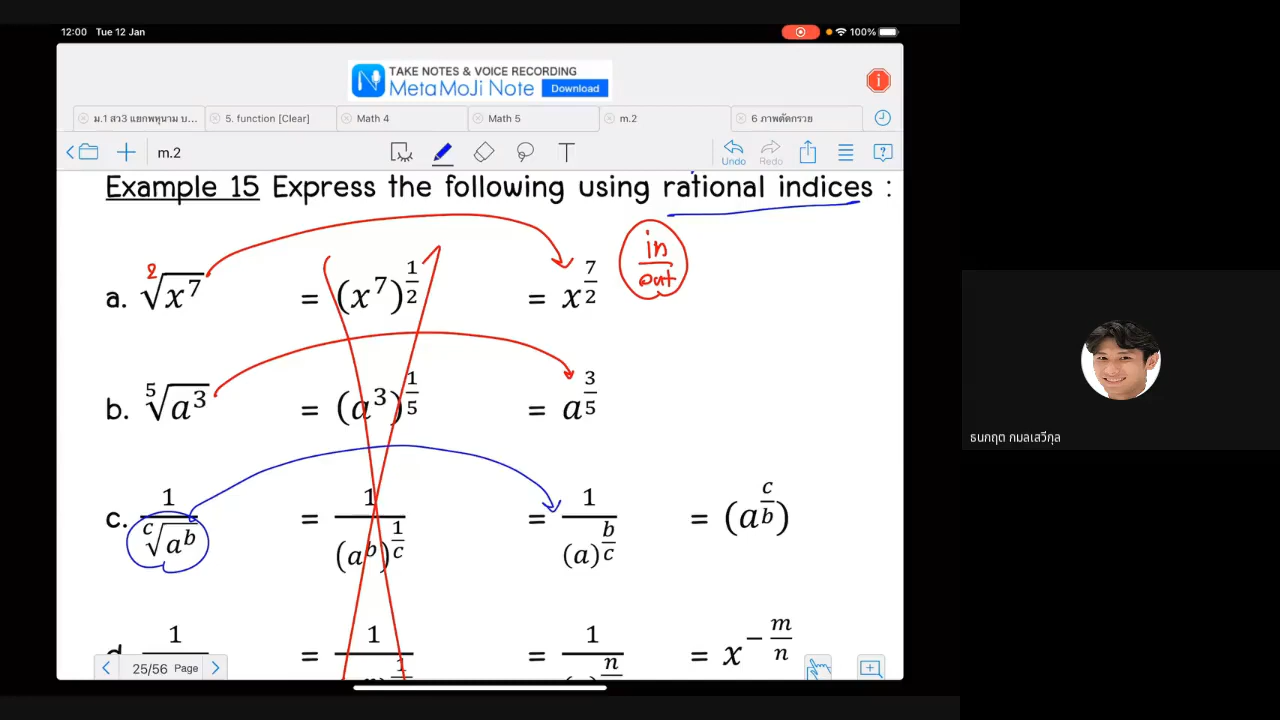 12:00 Tue 12 Jan 100%
TAKE NOTES & VOICE RECORDING
MetaMoJi Note Download
ม.1 สว3 แยกพหุนาม บ... 5. function [Clear] Math 4 Math 5 m.2 6 ภาพตัดกรวย
m.2 T Undo Redo
Example 15 Express the following using rational indices :
in/out
a. ²√x⁷ = (x⁷)^(1/2) = x^(7/2)
b. ⁵√a³ = (a³)^(1/5) = a^(3/5)
c. 1/(ᶜ√aᵇ) = 1/(aᵇ)^(1/c) = 1/(a)^(b/c) = (a^(c/b))
= x^(-m/n)
25/56 Page
ธนกฤต กมลเสวีกุล